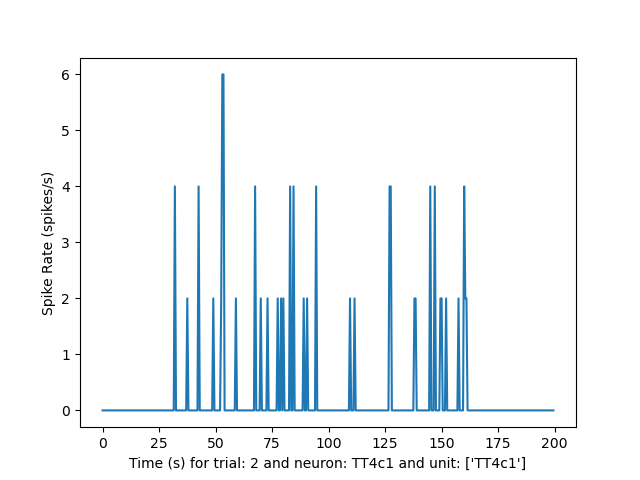 6
5
4
3
2
1
0
Spike Rate (spikes/s)
0 25 50 75 100 125 150 175 200
Time (s) for trial: 2 and neuron: TT4c1 and unit: ['TT4c1']